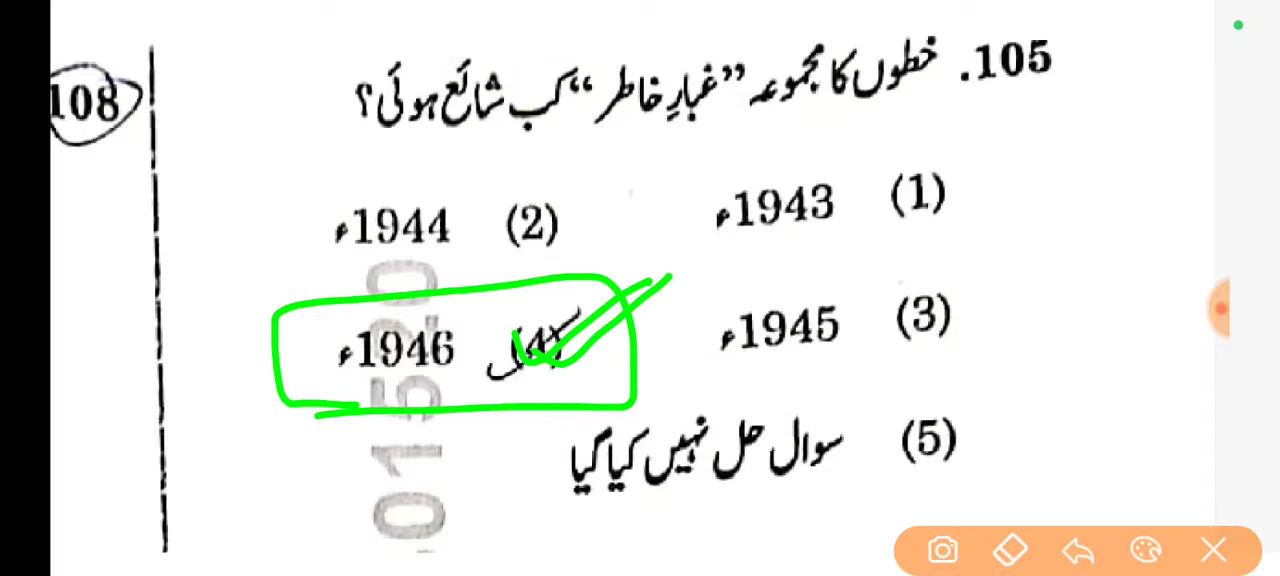 105. خطوں کا مجموعہ ”غبارِ خاطر“ کب شائع ہوئی؟
(1) 1943ء
(2) 1944ء
(3) 1945ء
(4) 1946ء
(5) سوال حل نہیں کیا گیا
108
01520